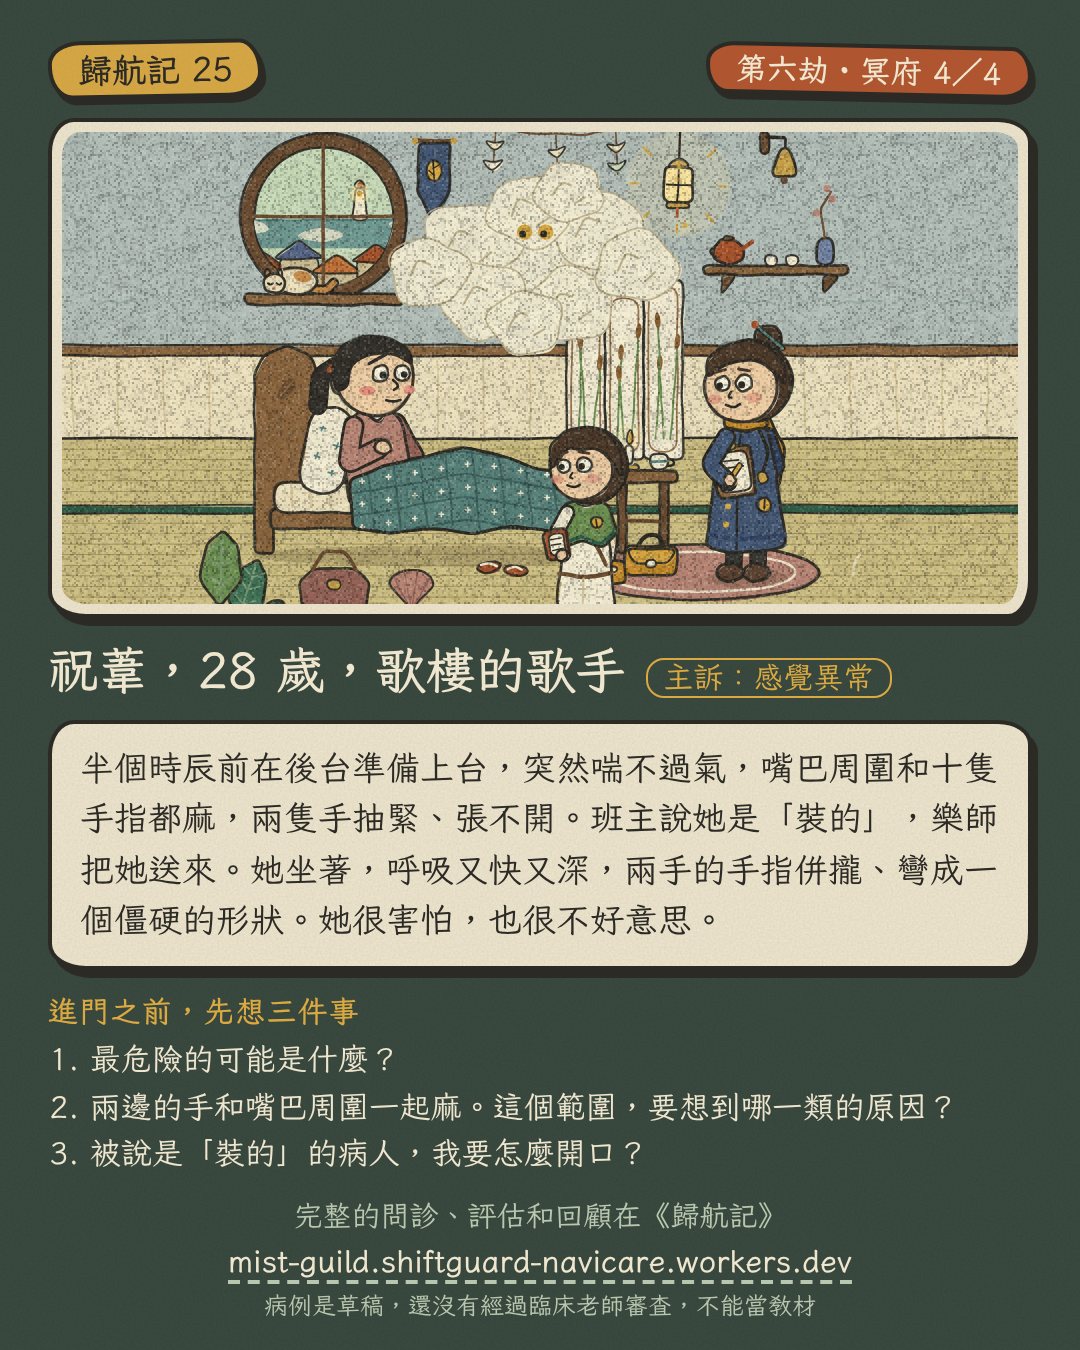 歸航記 25
第六劫・冥府 4／4
祝葦，28 歲，歌樓的歌手
主訴：感覺異常
半個時辰前在後台準備上台，突然喘不過氣，嘴巴周圍和十隻
手指都麻，兩隻手抽緊、張不開。班主說她是「裝的」，樂師
把她送來。她坐著，呼吸又快又深，兩手的手指併攏、彎成一
個僵硬的形狀。她很害怕，也很不好意思。
進門之前，先想三件事
1. 最危險的可能是什麼？
2. 兩邊的手和嘴巴周圍一起麻。這個範圍，要想到哪一類的原因？
3. 被說是「裝的」的病人，我要怎麼開口？
完整的問診、評估和回顧在《歸航記》
mist-guild.shiftguard-navicare.workers.dev
病例是草稿，還沒有經過臨床老師審查，不能當教材